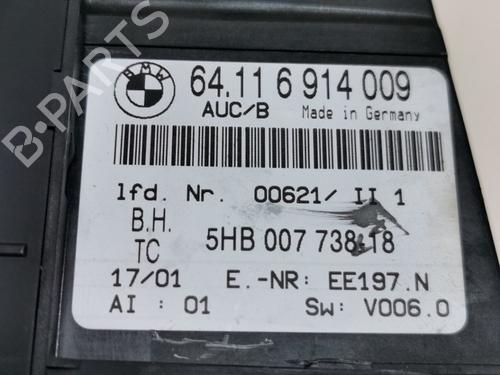 BMW
64.11 6 914 009
AUC/B Made in Germany
lfd. Nr. 00621/ II 1
B.H.
TC 5HB 007 738-18
17/01 E.-NR: EE197.N
AI : 01 Sw: V006.0
B-PARTS